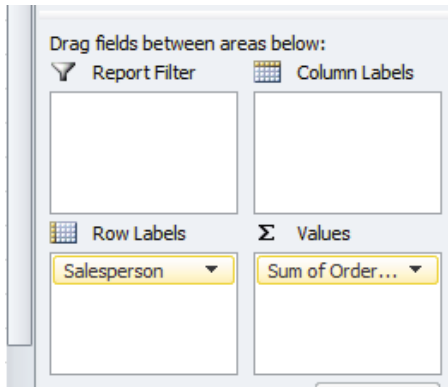 Drag fields between areas below:
Report Filter
Column Labels
Row Labels
Σ Values
Salesperson
Sum of Order...